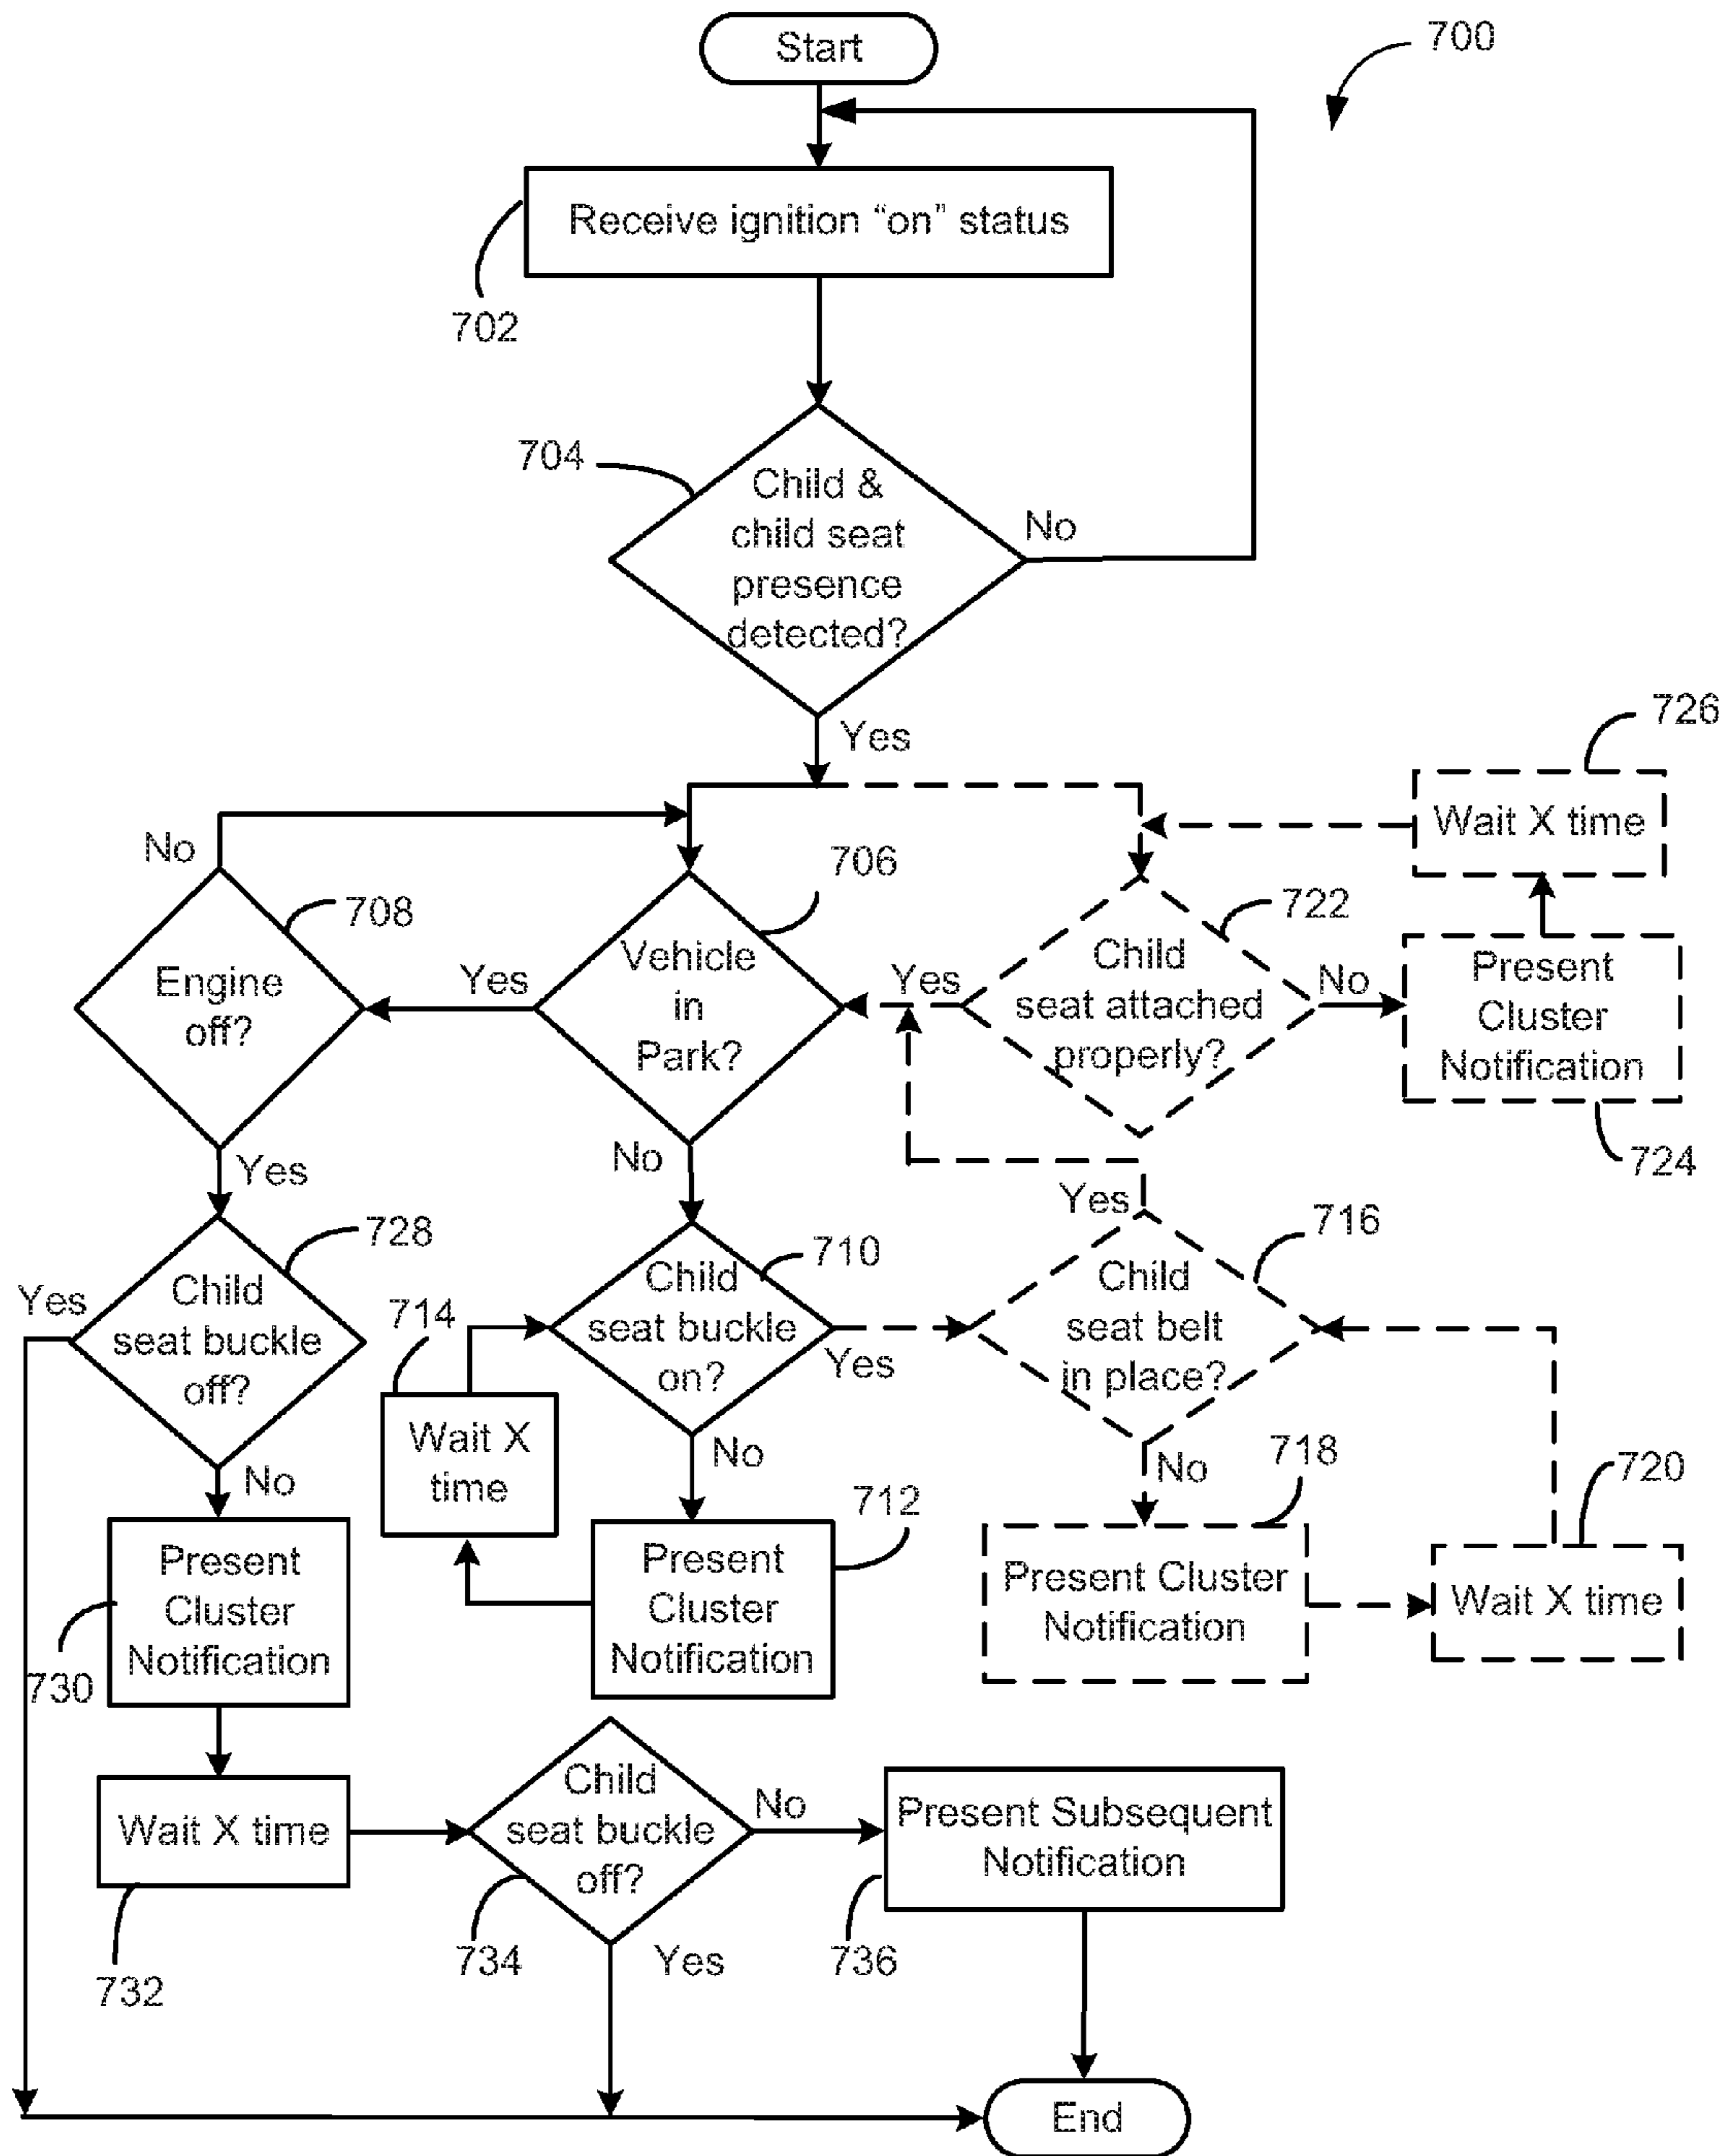 Start
700
Receive ignition “on” status
702
704
Child &
child seat
presence
detected?
No
Yes
726
Wait X time
No
708
706
722
Engine
off?
Yes
Vehicle
in
Park?
Yes
Child
seat attached
properly?
No
Present
Cluster
Notification
724
Yes
No
Yes
728
710
716
Yes
Child
seat buckle
off?
714
Child
seat buckle
on?
Yes
Child
seat belt
in place?
No
Wait X
time
No
No
718
720
712
Present
Cluster
Notification
730
Present
Cluster
Notification
Present Cluster
Notification
Wait X time
Wait X time
732
Child
seat buckle
off?
No
734
Yes
Present Subsequent
Notification
736
End